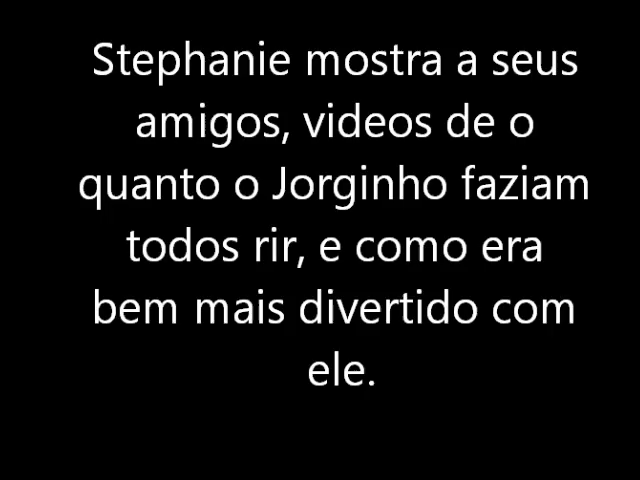 Stephanie mostra a seus
amigos, videos de o
quanto o Jorginho faziam
todos rir, e como era
bem mais divertido com
ele.